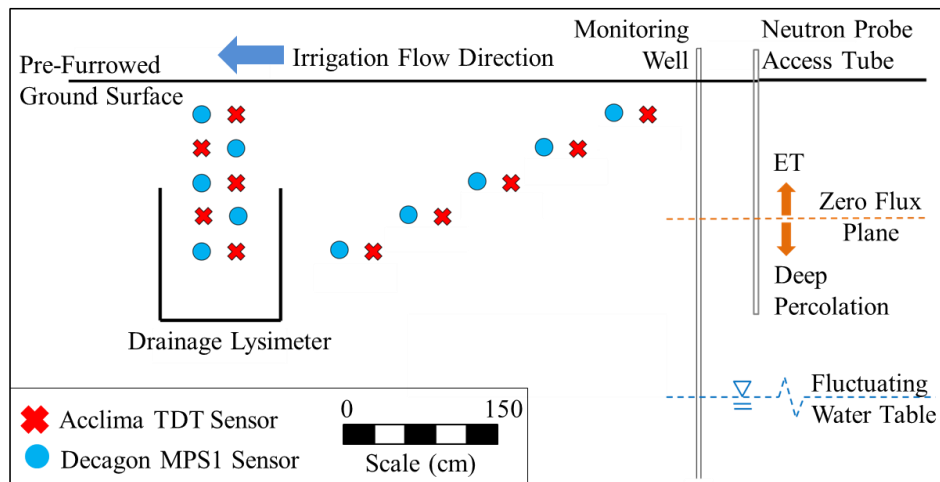 Pre-Furrowed
Ground Surface
Irrigation Flow Direction
Monitoring
Well
Neutron Probe
Access Tube
ET
Zero Flux
Plane
Deep
Percolation
Drainage Lysimeter
Fluctuating
Water Table
Acclima TDT Sensor
Decagon MPS1 Sensor
0 150
Scale (cm)